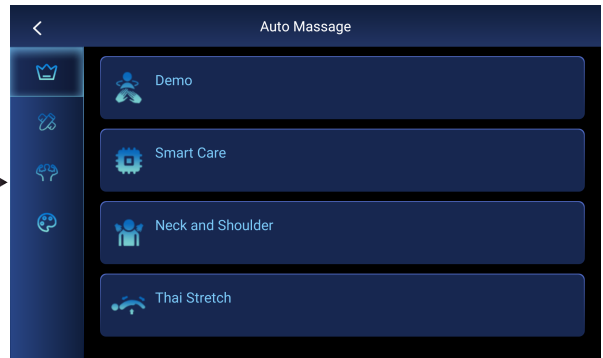 Auto Massage
Demo
Smart Care
Neck and Shoulder
Thai Stretch